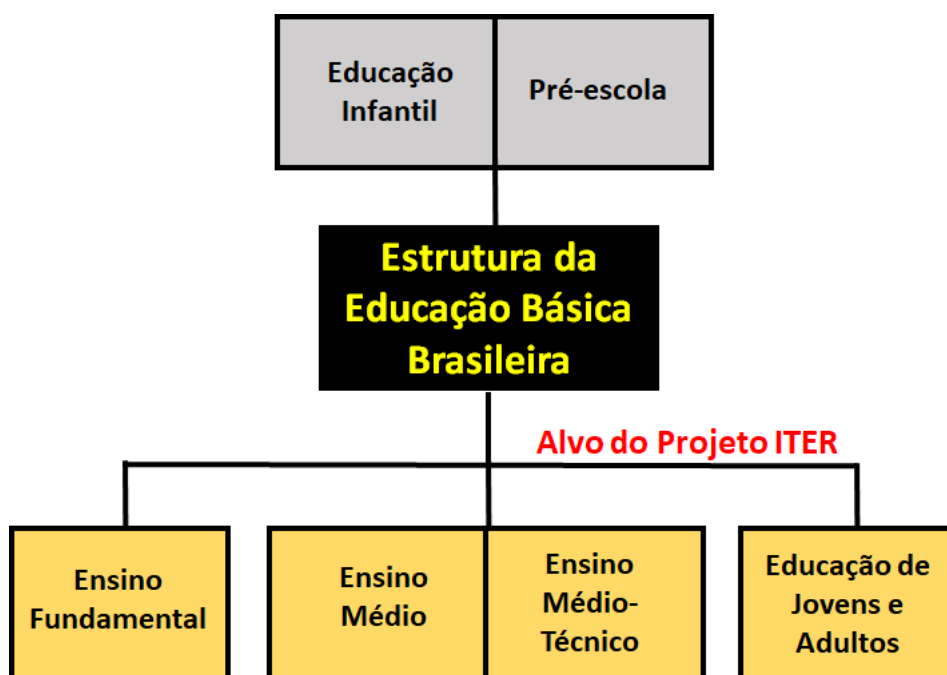 Educação
Infantil
Pré-escola
Estrutura da
Educação Básica
Brasileira
Alvo do Projeto ITER
Ensino
Fundamental
Ensino
Médio
Ensino
Médio-
Técnico
Educação de
Jovens e
Adultos